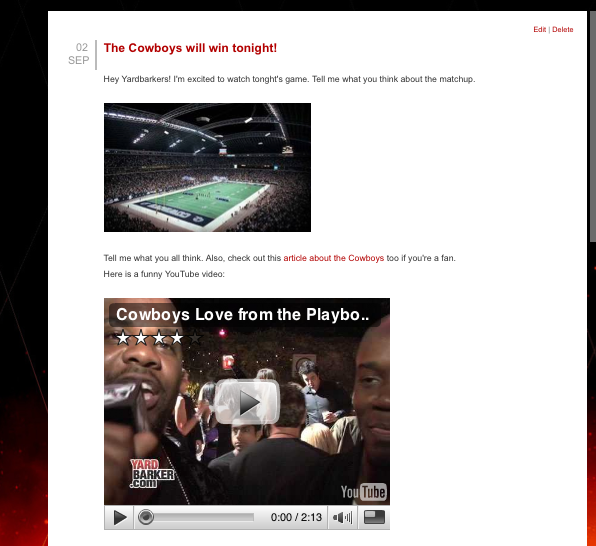 Edit | Delete
02
SEP
The Cowboys will win tonight!
Hey Yardbarkers! I'm excited to watch tonght's game. Tell me what you think about the matchup.
Tell me what you all think. Also, check out this article about the Cowboys too if you're a fan.
Here is a funny YouTube video:
Cowboys Love from the Playbo..
YARD
BARKER
.com
YouTube
0:00 / 2:13